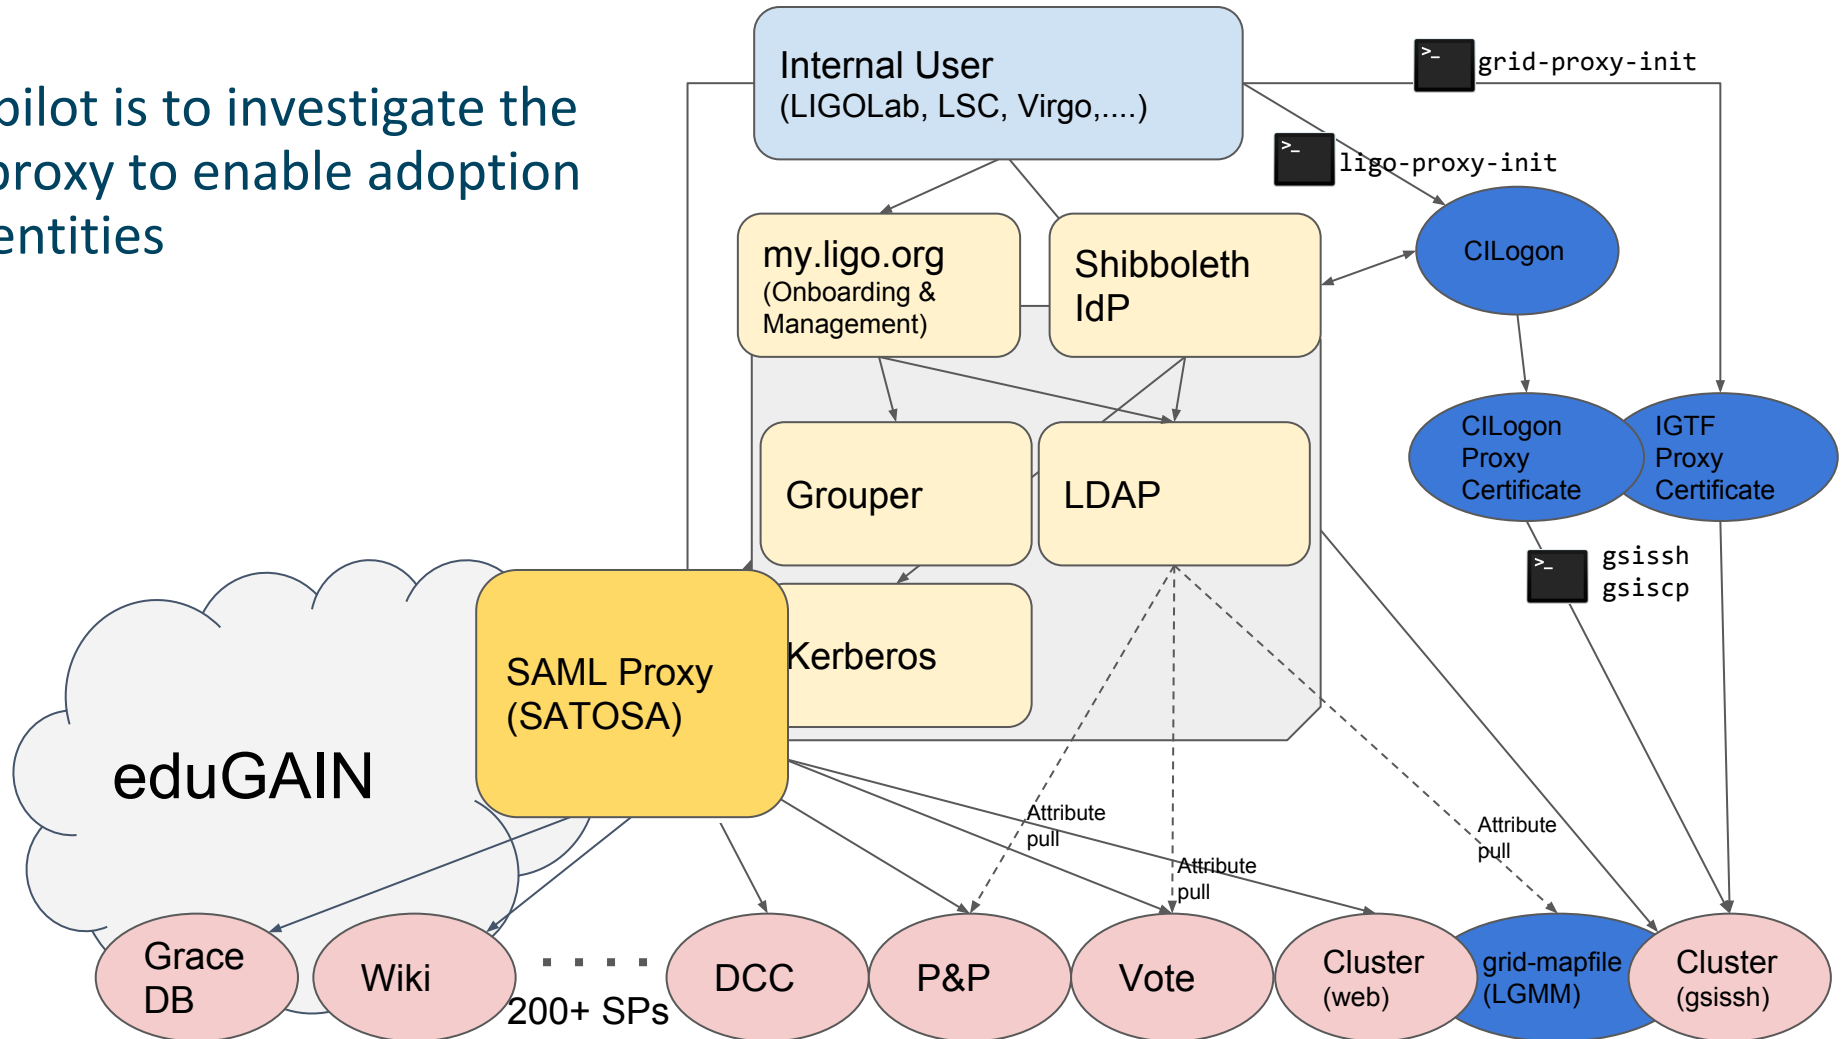 pilot is to investigate the
proxy to enable adoption
entities
Internal User
(LIGOLab, LSC, Virgo,....)
>_
grid-proxy-init
>_
ligo-proxy-init
my.ligo.org
(Onboarding &
Management)
Shibboleth
IdP
CILogon
Grouper
LDAP
CILogon
Proxy
Certificate
IGTF
Proxy
Certificate
>_
gsissh
gsiscp
Kerberos
SAML Proxy
(SATOSA)
eduGAIN
Attribute
pull
Attribute
pull
Attribute
pull
Grace
DB
Wiki
200+ SPs
DCC
P&P
Vote
Cluster
(web)
grid-mapfile
(LGMM)
Cluster
(gsissh)